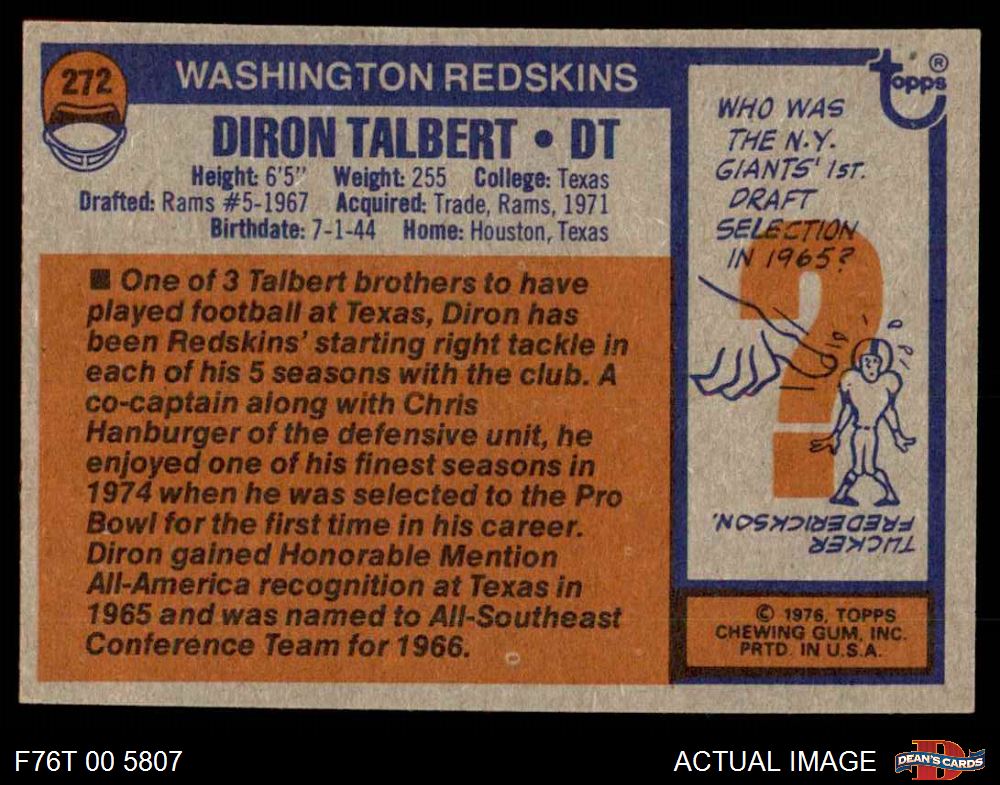 272
WASHINGTON REDSKINS
DIRON TALBERT • DT
Height: 6'5" Weight: 255 College: Texas
Drafted: Rams #5-1967 Acquired: Trade, Rams, 1971
Birthdate: 7-1-44 Home: Houston, Texas
■ One of 3 Talbert brothers to have
played football at Texas, Diron has
been Redskins' starting right tackle in
each of his 5 seasons with the club. A
co-captain along with Chris
Hanburger of the defensive unit, he
enjoyed one of his finest seasons in
1974 when he was selected to the Pro
Bowl for the first time in his career.
Diron gained Honorable Mention
All-America recognition at Texas in
1965 and was named to All-Southeast
Conference Team for 1966.
Topps®
WHO WAS
THE N.Y.
GIANTS' 1ST.
DRAFT
SELECTION
IN 1965?
TUCKER
FREDERICKSON.
© 1976, TOPPS
CHEWING GUM, INC.
PRTD. IN U.S.A.
F76T 00 5807
ACTUAL IMAGE
D
DEAN'S CARDS